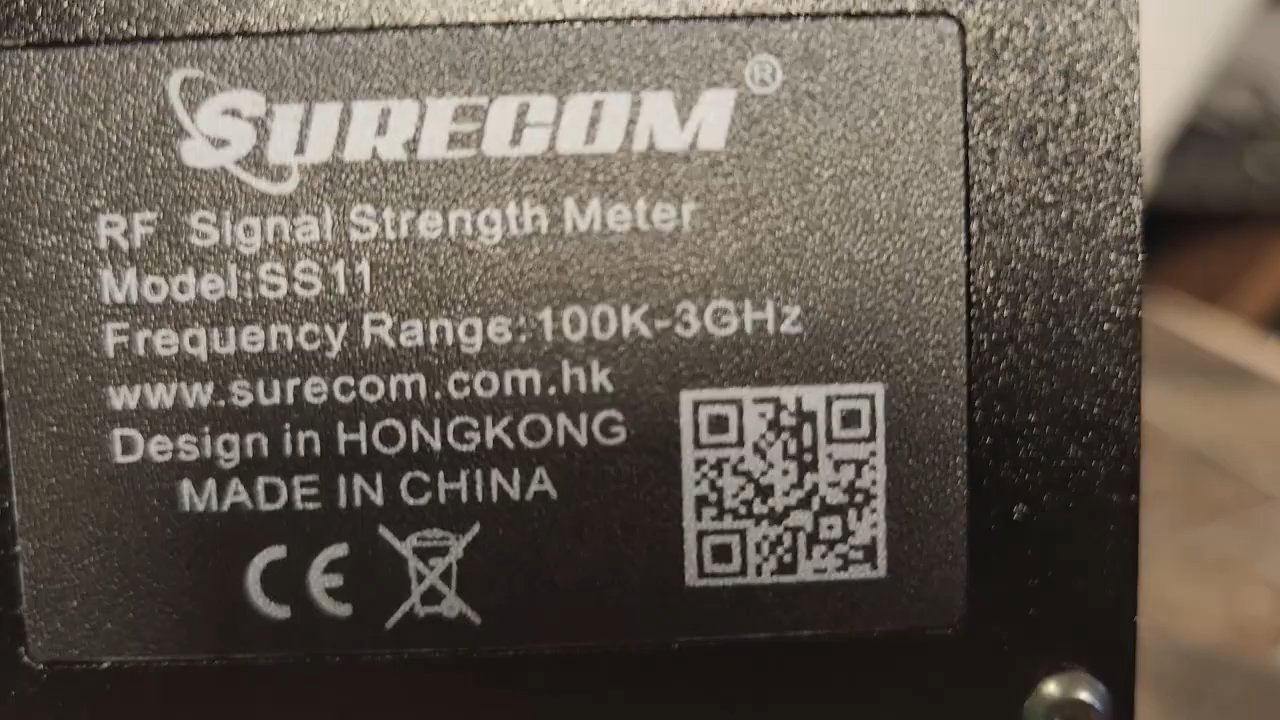 SURECOM®
RF Signal Strength Meter
Model:SS11
Frequency Range:100K-3GHz
www.surecom.com.hk
Design in HONGKONG
MADE IN CHINA
CE